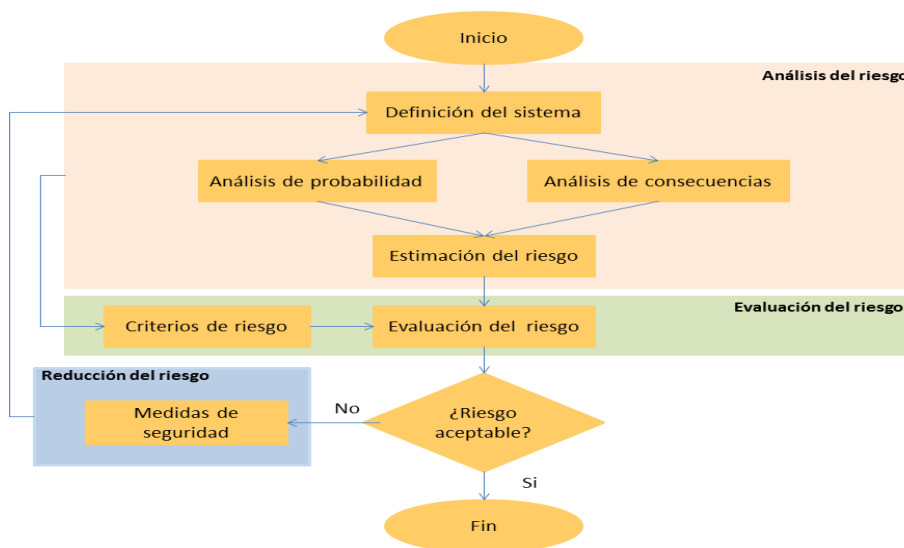 Inicio
Análisis del riesgo
Definición del sistema
Análisis de probabilidad
Análisis de consecuencias
Estimación del riesgo
Evaluación del riesgo
Criterios de riesgo
Evaluación del riesgo
Reducción del riesgo
Medidas de
seguridad
No
¿Riesgo
aceptable?
Si
Fin